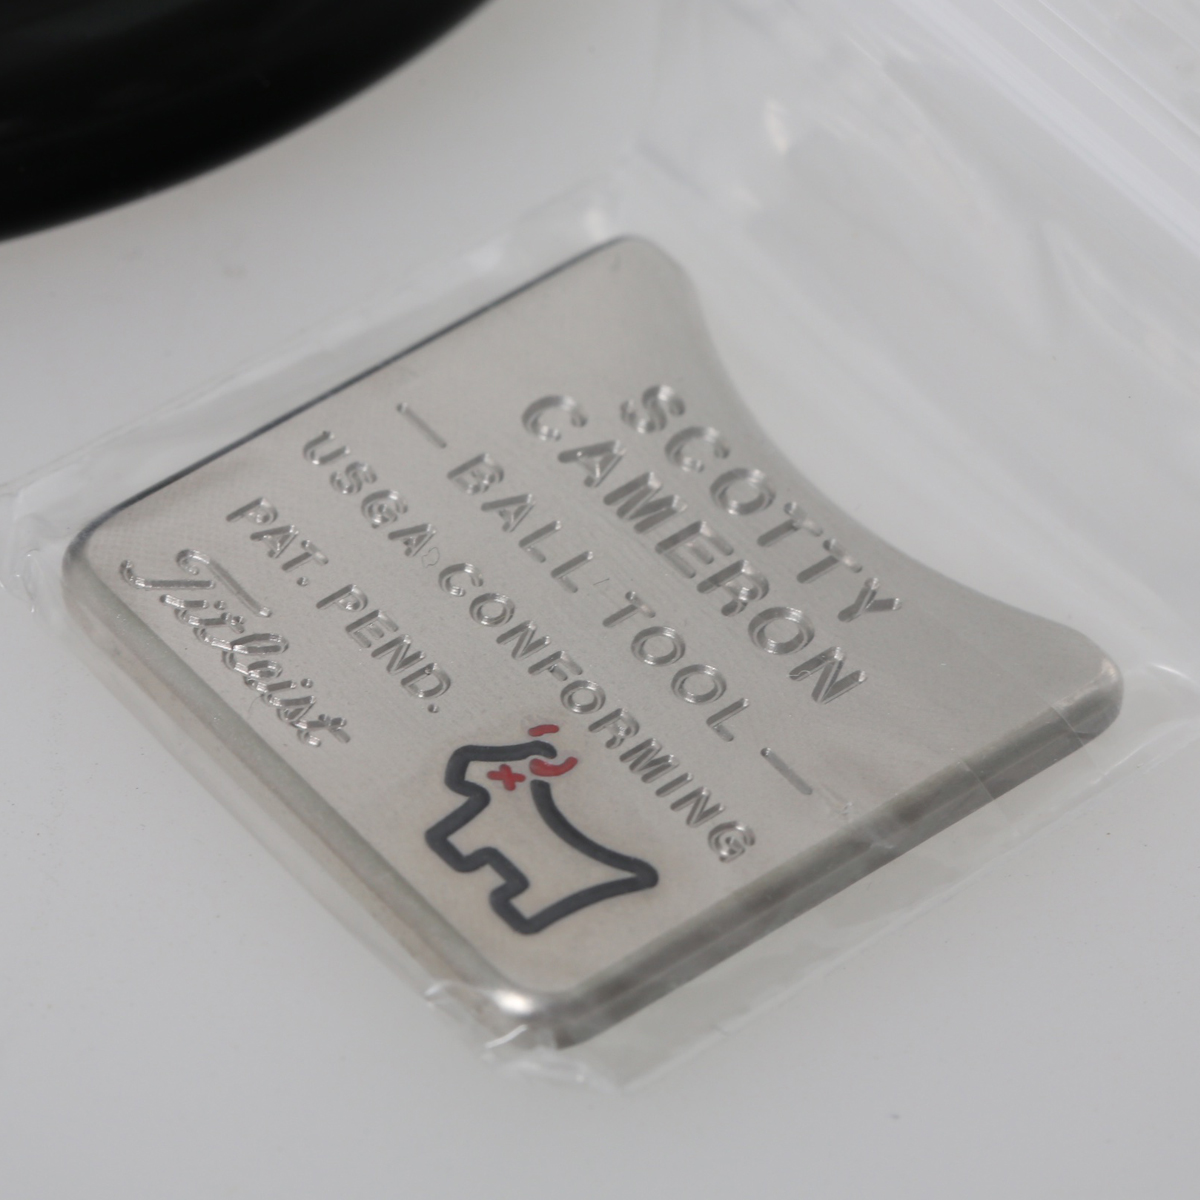 SCOTTY
CAMERON
— BALL TOOL —
USGA CONFORMING
PAT. PEND.
Titleist